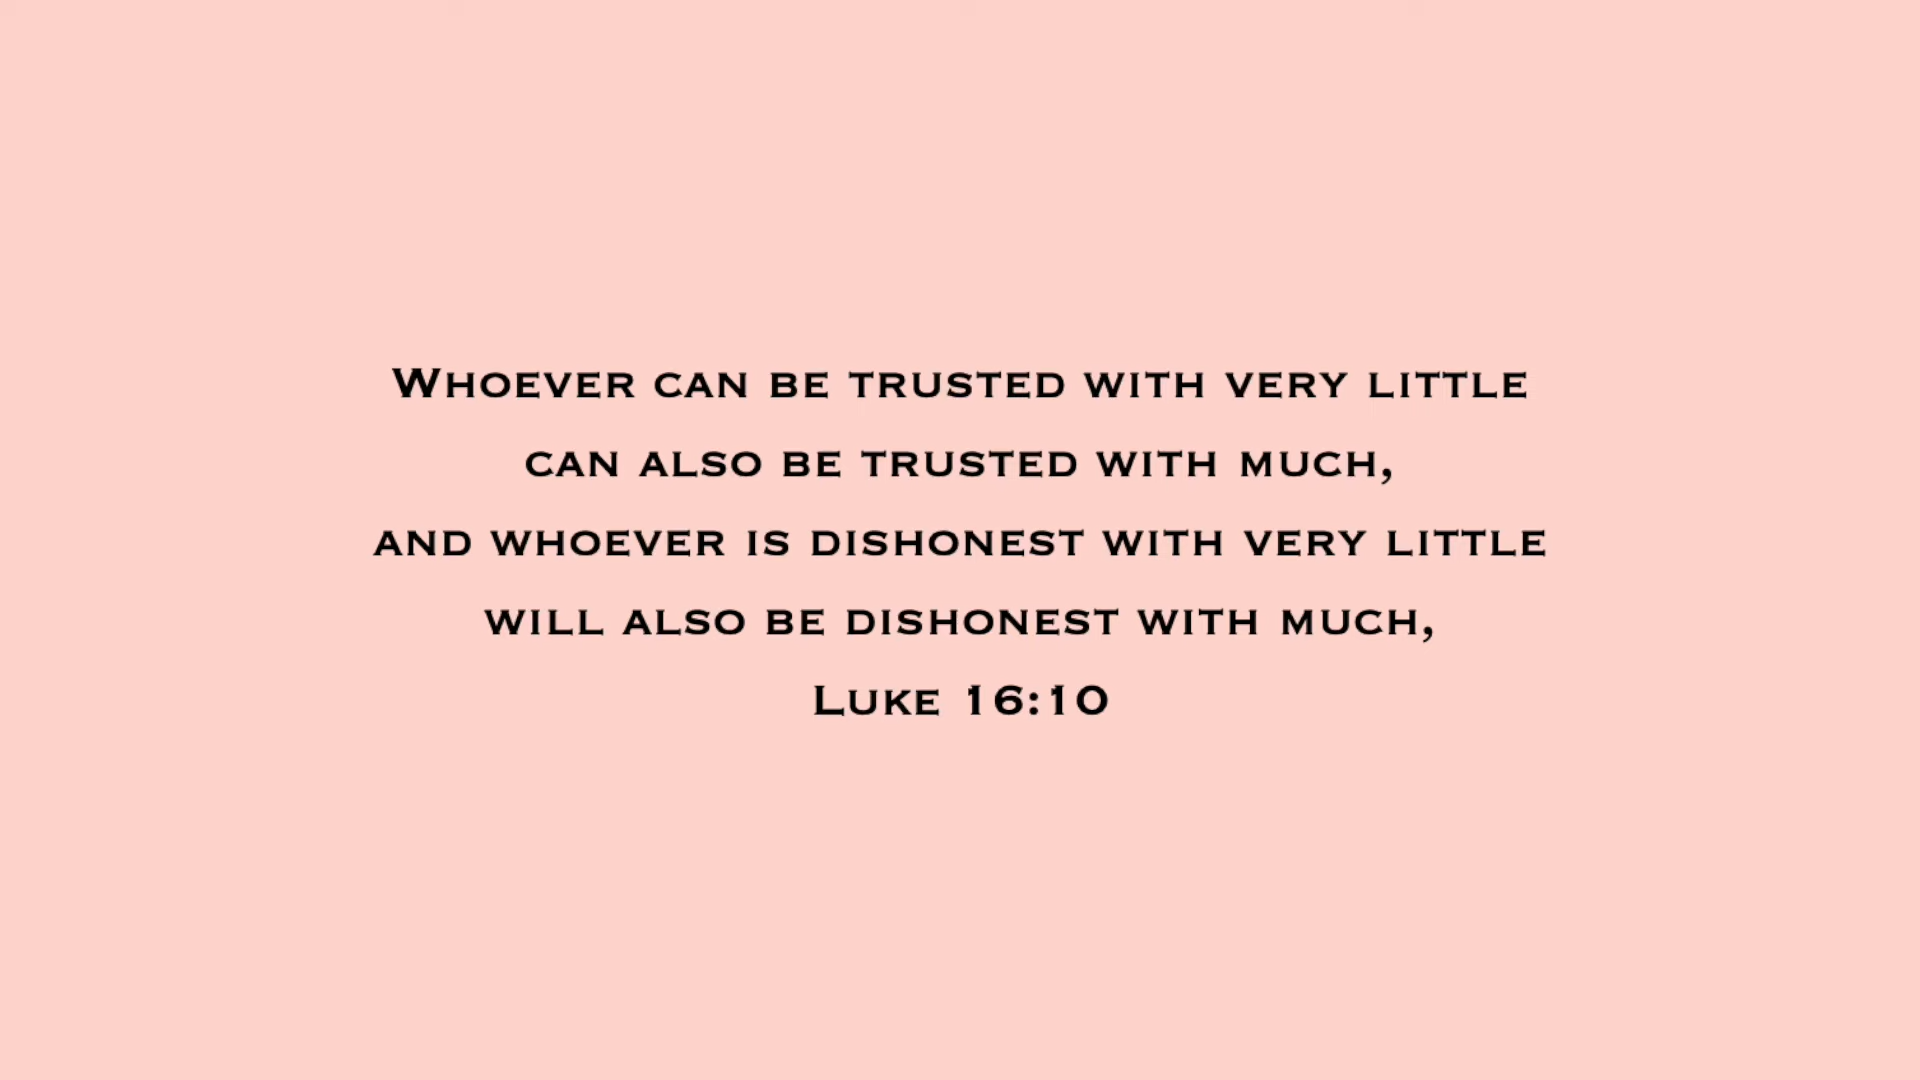 Whoever can be trusted with very little
can also be trusted with much,
and whoever is dishonest with very little
will also be dishonest with much,
Luke 16:10